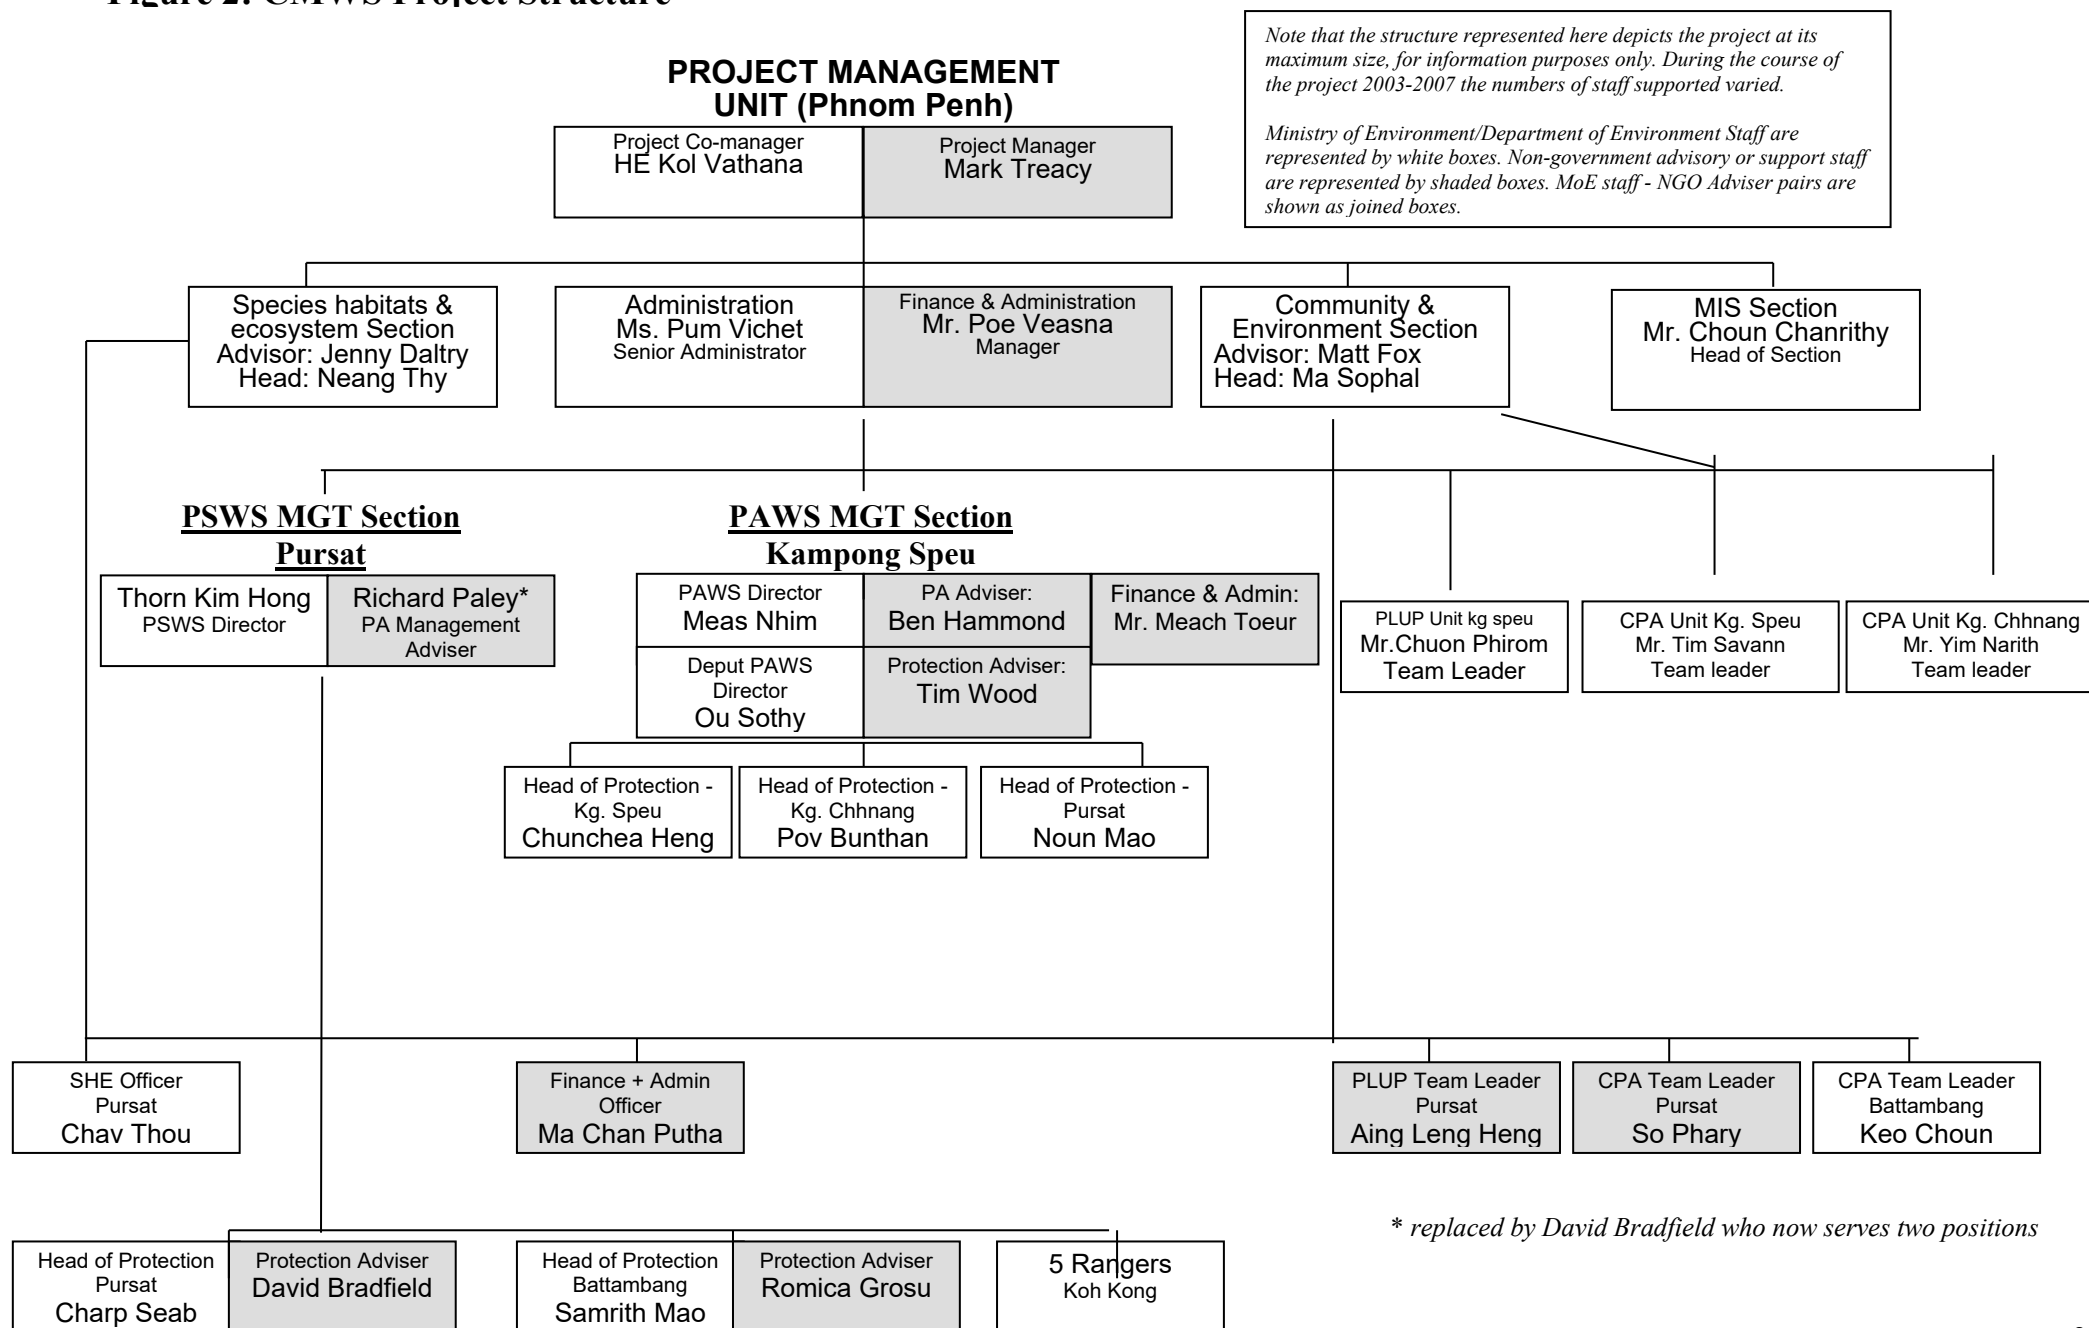 Figure 2: CMWS Project Structure
Note that the structure represented here depicts the project at its
maximum size, for information purposes only. During the course of
the project 2003-2007 the numbers of staff supported varied.
Ministry of Environment/Department of Environment Staff are
represented by white boxes. Non-government advisory or support staff
are represented by shaded boxes. MoE staff - NGO Adviser pairs are
shown as joined boxes.
PROJECT MANAGEMENT
UNIT (Phnom Penh)
Project Co-manager
HE Kol Vathana
Project Manager
Mark Treacy
Species habitats &
ecosystem Section
Advisor: Jenny Daltry
Head: Neang Thy
Administration
Ms. Pum Vichet
Senior Administrator
Finance & Administration
Mr. Poe Veasna
Manager
Community &
Environment Section
Advisor: Matt Fox
Head: Ma Sophal
MIS Section
Mr. Choun Chanrithy
Head of Section
PSWS MGT Section
Pursat
Thorn Kim Hong
PSWS Director
Richard Paley*
PA Management
Adviser
PAWS MGT Section
Kampong Speu
PAWS Director
Meas Nhim
PA Adviser:
Ben Hammond
Finance & Admin:
Mr. Meach Toeur
Deput PAWS
Director
Ou Sothy
Protection Adviser:
Tim Wood
PLUP Unit kg speu
Mr.Chuon Phirom
Team Leader
CPA Unit Kg. Speu
Mr. Tim Savann
Team leader
CPA Unit Kg. Chhnang
Mr. Yim Narith
Team leader
Head of Protection -
Kg. Speu
Chunchea Heng
Head of Protection -
Kg. Chhnang
Pov Bunthan
Head of Protection -
Pursat
Noun Mao
SHE Officer
Pursat
Chav Thou
Finance + Admin
Officer
Ma Chan Putha
PLUP Team Leader
Pursat
Aing Leng Heng
CPA Team Leader
Pursat
So Phary
CPA Team Leader
Battambang
Keo Choun
* replaced by David Bradfield who now serves two positions
Head of Protection
Pursat
Charp Seab
Protection Adviser
David Bradfield
Head of Protection
Battambang
Samrith Mao
Protection Adviser
Romica Grosu
5 Rangers
Koh Kong